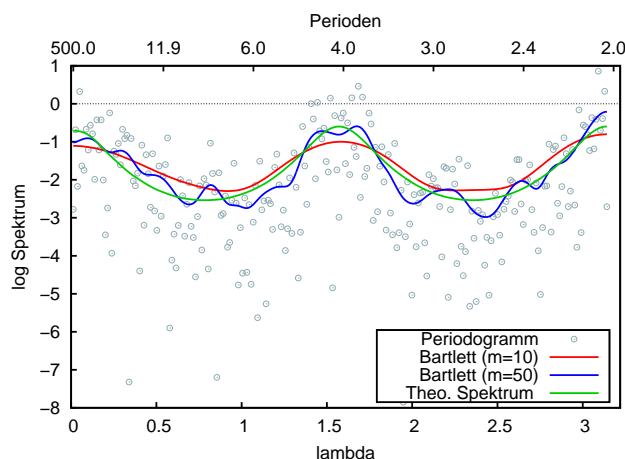 Perioden
500.0 11.9 6.0 4.0 3.0 2.4 2.0
1
0
−1
−2
−3
−4
−5
−6
−7
−8
log Spektrum
Periodogramm
Bartlett (m=10)
Bartlett (m=50)
Theo. Spektrum
0 0.5 1 1.5 2 2.5 3
lambda